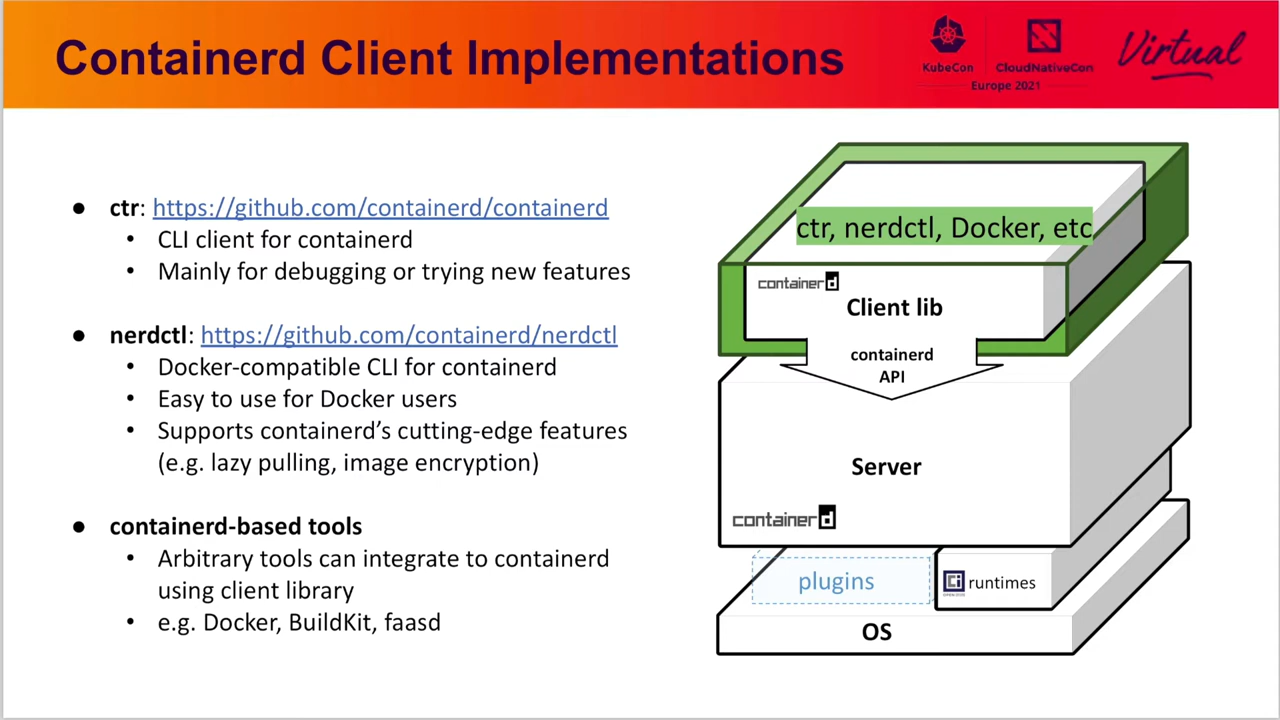 Containerd Client Implementations
KubeCon
CloudNativeCon
Europe 2021
Virtual
● ctr: https://github.com/containerd/containerd
• CLI client for containerd
• Mainly for debugging or trying new features
● nerdctl: https://github.com/containerd/nerdctl
• Docker-compatible CLI for containerd
• Easy to use for Docker users
• Supports containerd’s cutting-edge features
(e.g. lazy pulling, image encryption)
● containerd-based tools
• Arbitrary tools can integrate to containerd
using client library
• e.g. Docker, BuildKit, faasd
ctr, nerdctl, Docker, etc
containerd
Client lib
containerd
API
Server
containerd
plugins
runtimes
OS